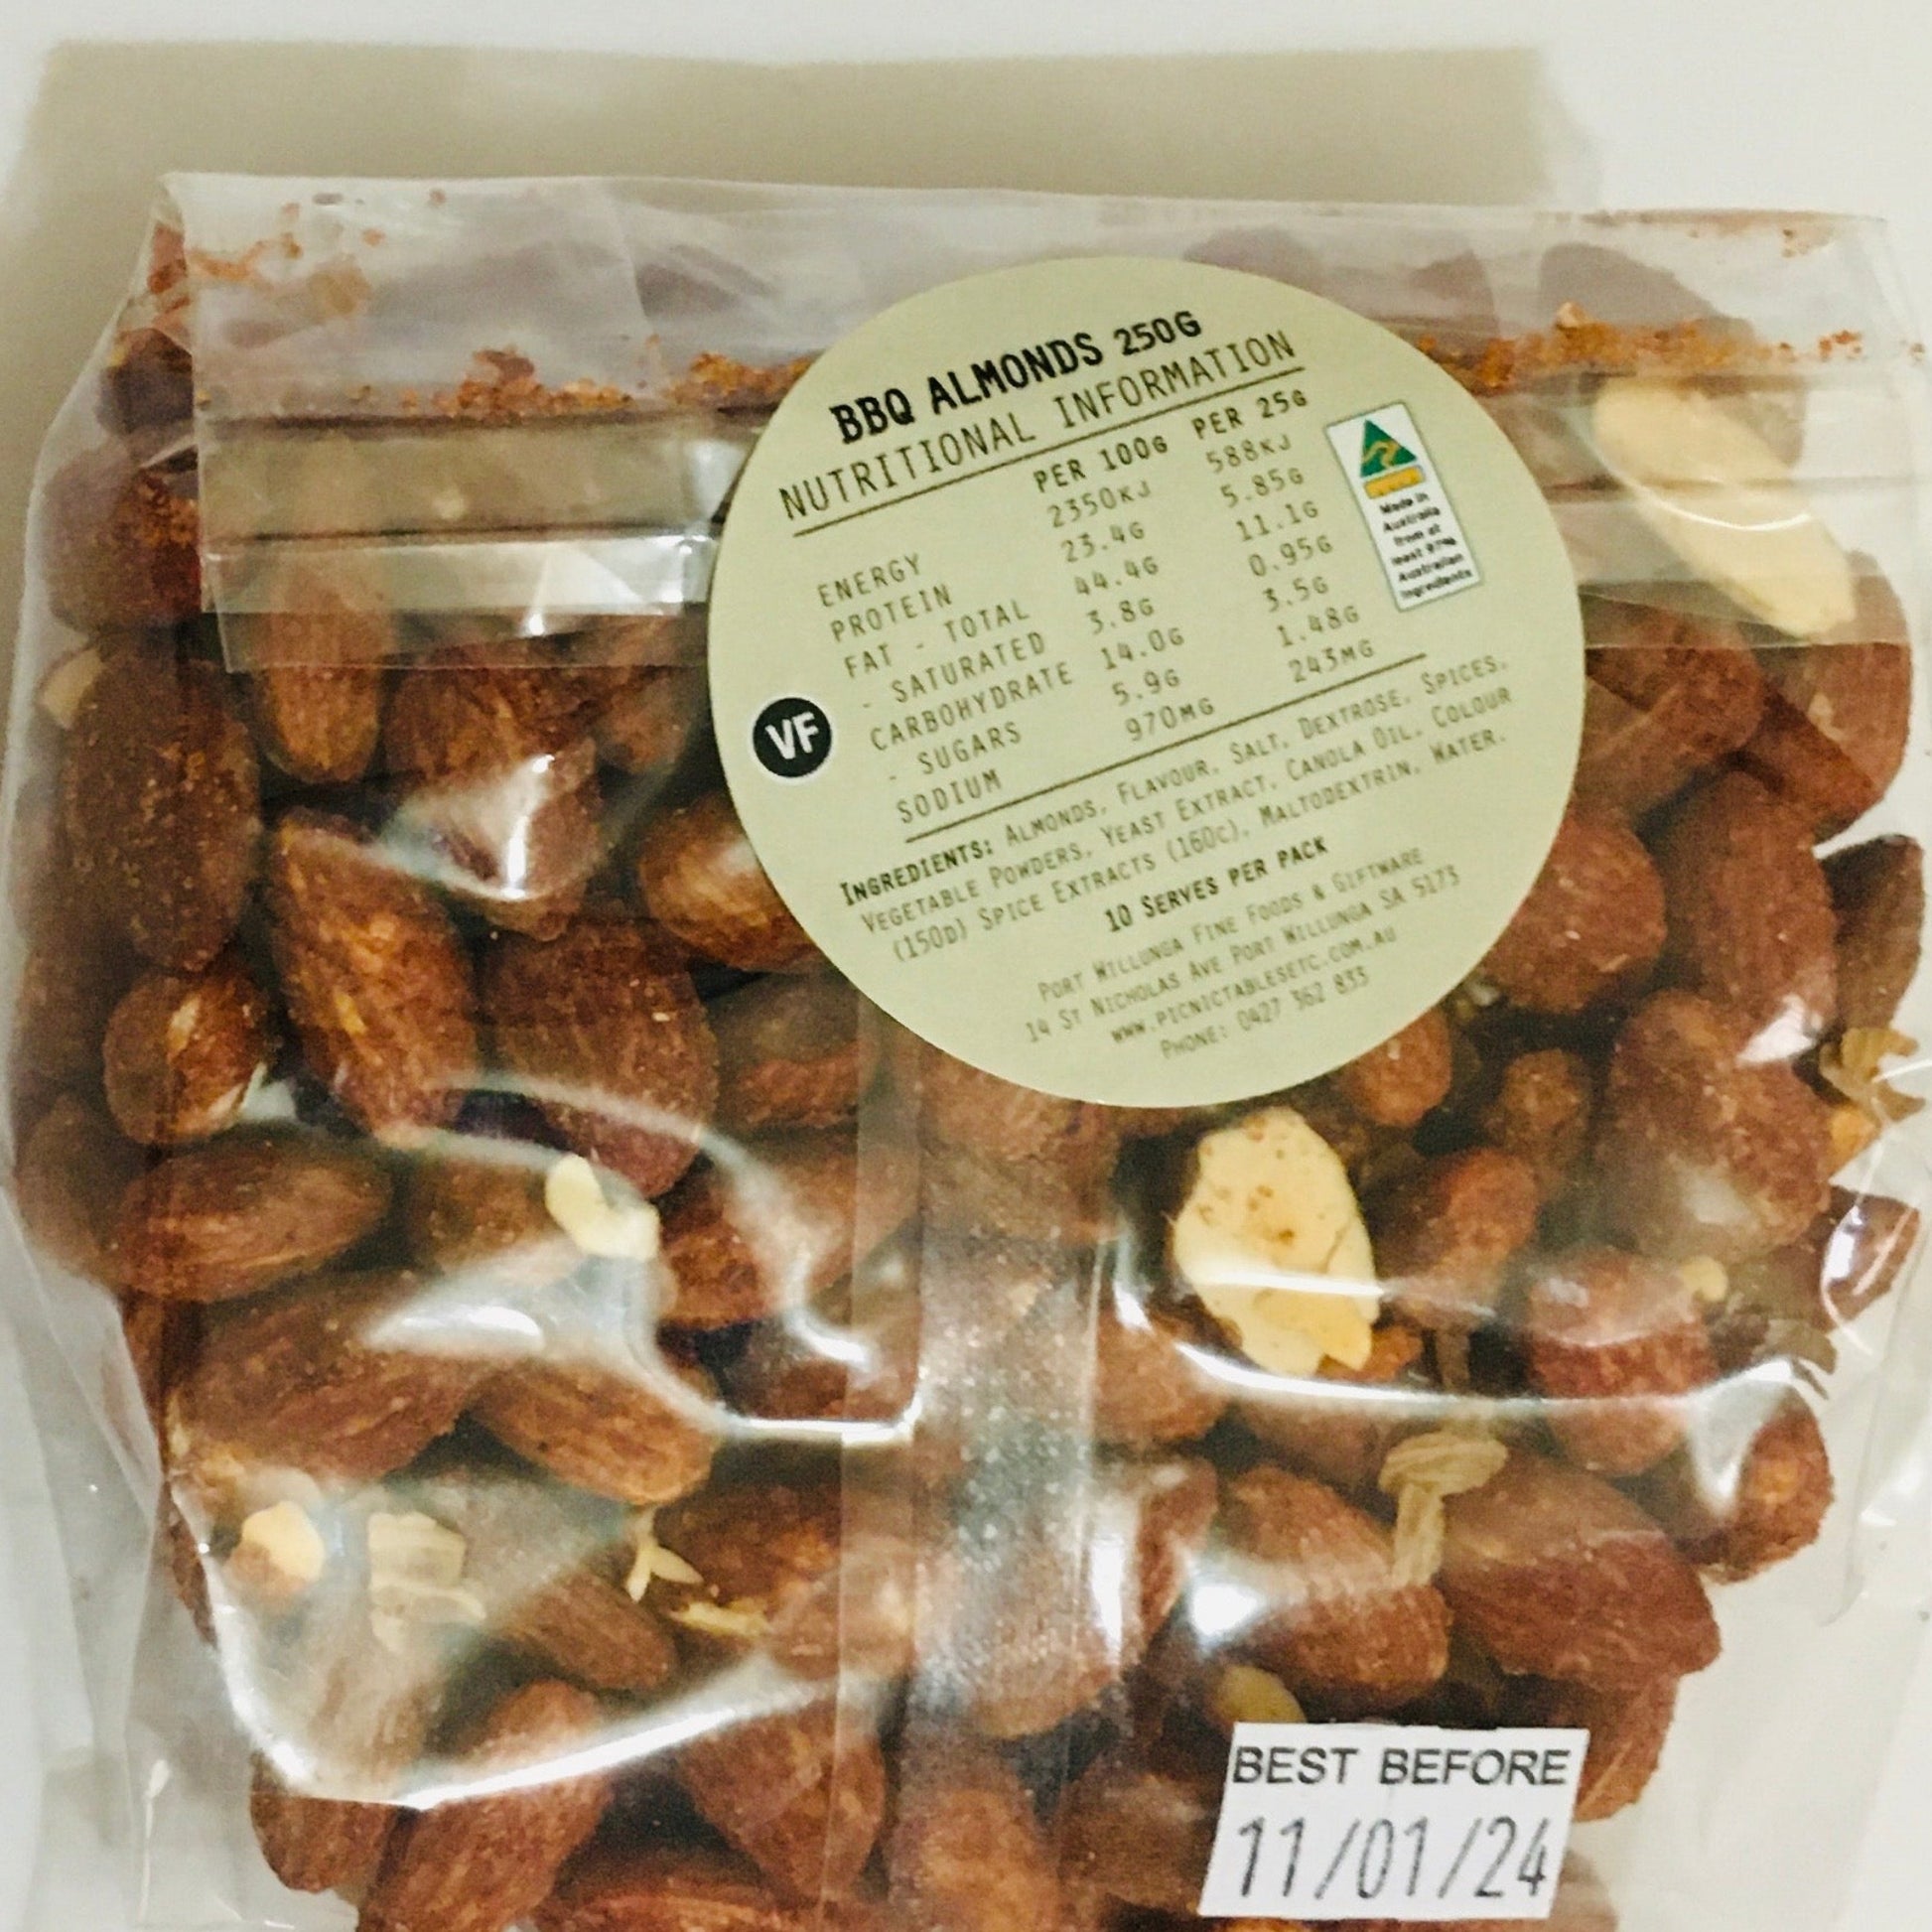 BBQ ALMONDS 250G
NUTRITIONAL INFORMATION
PER 100G PER 25G
ENERGY 2350KJ 588KJ
PROTEIN 23.4G 5.85G
FAT - TOTAL 44.4G 11.1G
- SATURATED 3.8G 0.95G
CARBOHYDRATE 14.0G 3.5G
- SUGARS 5.9G 1.48G
SODIUM 970MG 243MG
VF
Made in
Australia
from at
least 97%
Australian
ingredients
INGREDIENTS: ALMONDS, FLAVOUR, SALT, DEXTROSE, SPICES,
VEGETABLE POWDERS, YEAST EXTRACT, CANOLA OIL, COLOUR
(150D) SPICE EXTRACTS (160C), MALTODEXTRIN, WATER.
10 SERVES PER PACK
PORT WILLUNGA FINE FOODS & GIFTWARE
14 ST NICHOLAS AVE PORT WILLUNGA SA 5173
WWW.PICNICTABLESETC.COM.AU
PHONE: 0427 362 833
BEST BEFORE
11/01/24